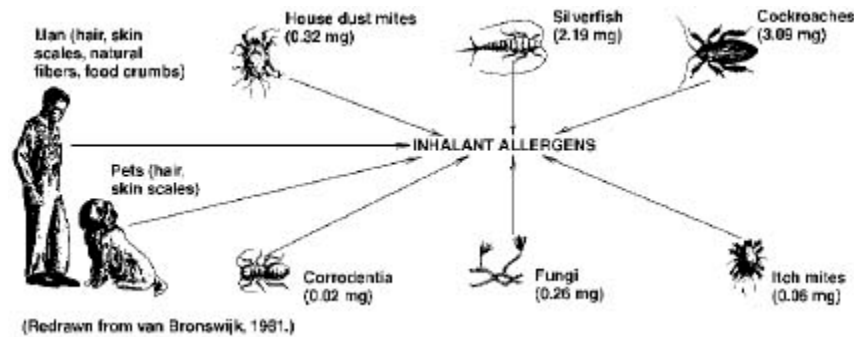 House dust mites
(0.32 mg)
Silverfish
(2.19 mg)
Cockroaches
(3.09 mg)
Man (hair, skin
scales, natural
fibers, food crumbs)
INHALANT ALLERGENS
Pets (hair,
skin scales)
Corrodentia
(0.02 mg)
Fungi
(0.26 mg)
Itch mites
(0.06 mg)
(Redrawn from van Bronswijk, 1981.)